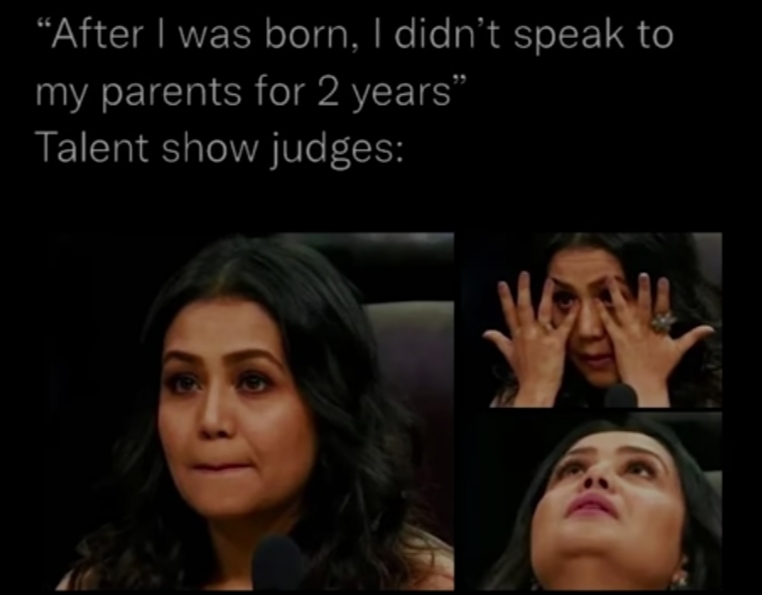 “After I was born, I didn’t speak to
my parents for 2 years”
Talent show judges: